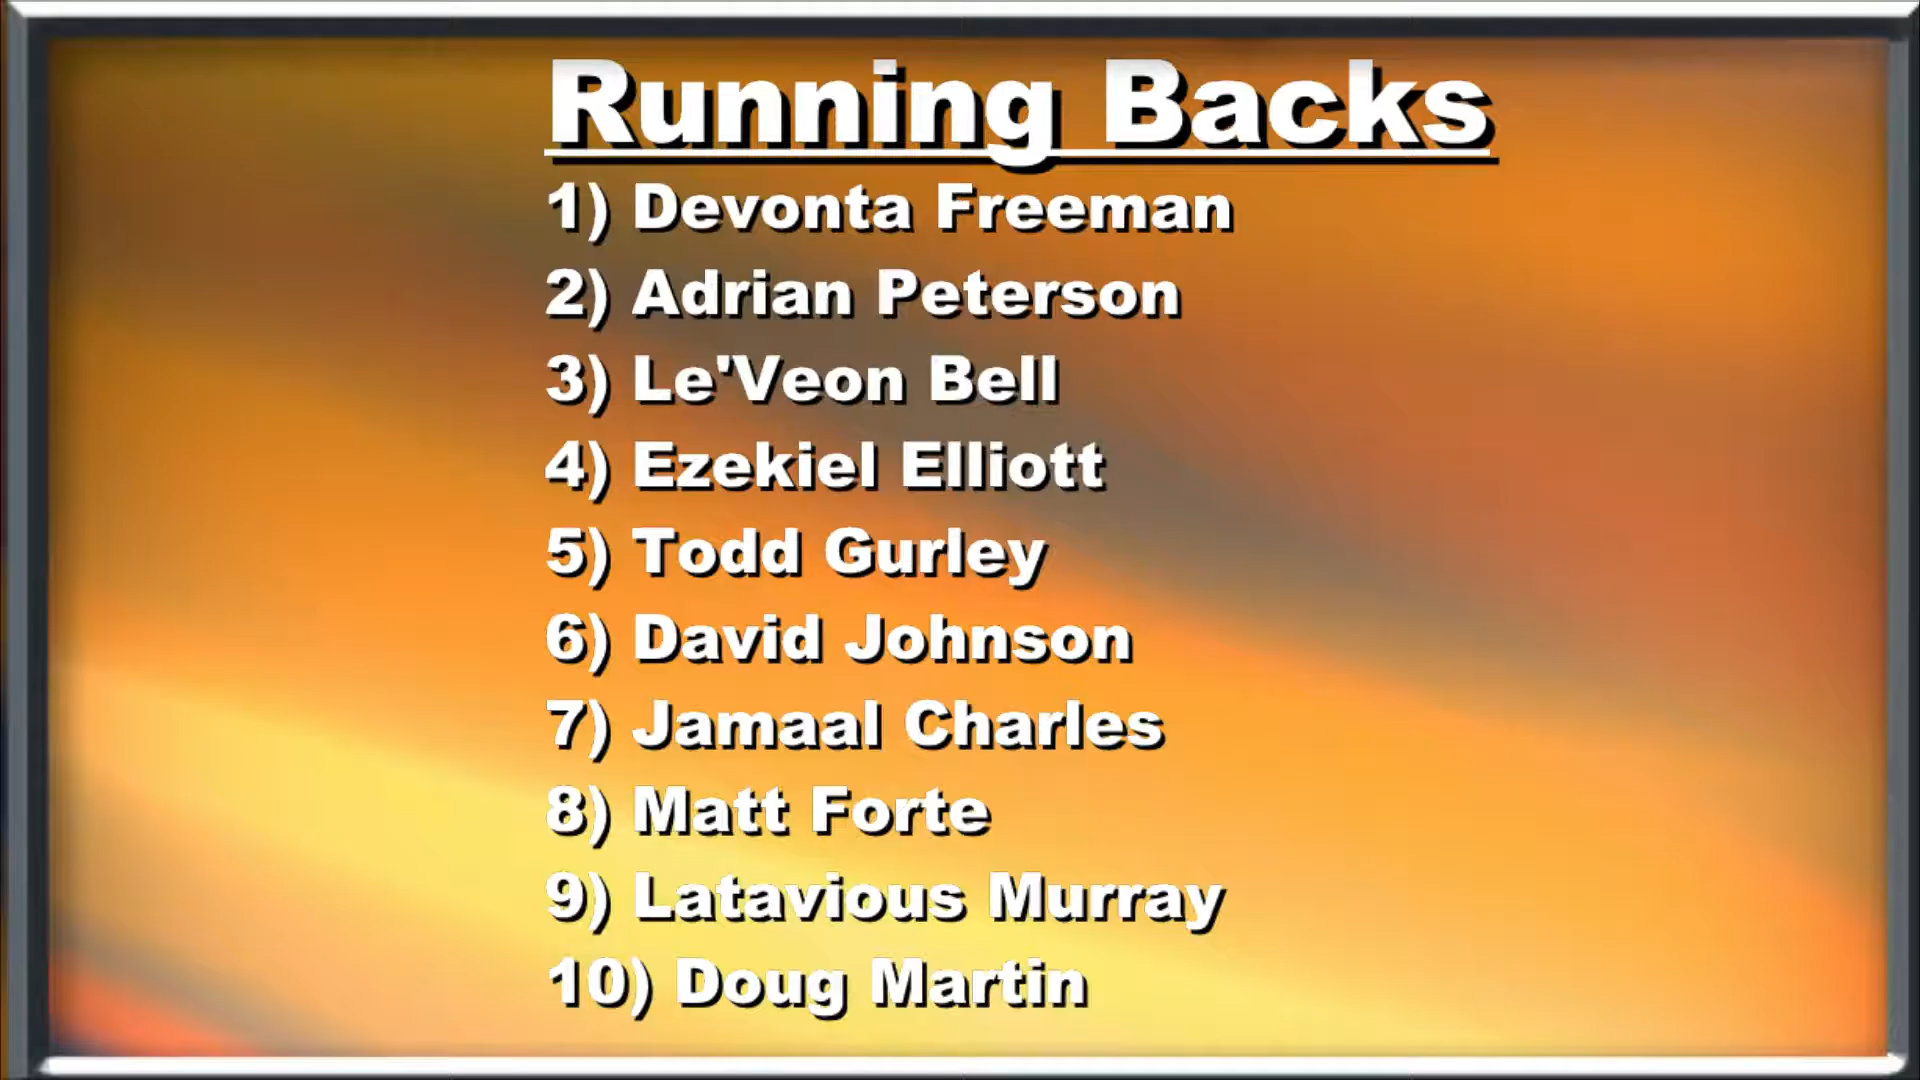 Running Backs
1) Devonta Freeman
2) Adrian Peterson
3) Le'Veon Bell
4) Ezekiel Elliott
5) Todd Gurley
6) David Johnson
7) Jamaal Charles
8) Matt Forte
9) Latavious Murray
10) Doug Martin